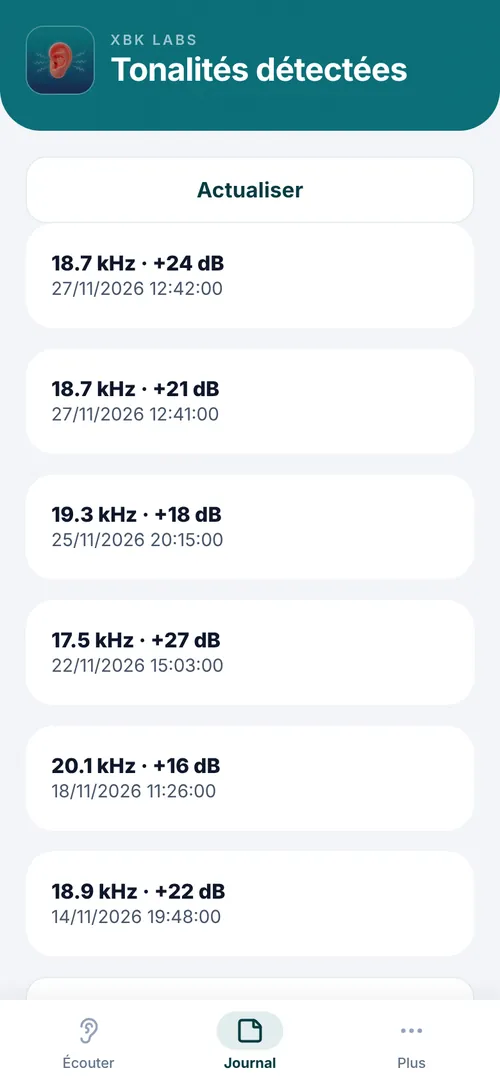 XBK LABS
Tonalités détectées
Actualiser
18.7 kHz · +24 dB
27/11/2026 12:42:00
18.7 kHz · +21 dB
27/11/2026 12:41:00
19.3 kHz · +18 dB
25/11/2026 20:15:00
17.5 kHz · +27 dB
22/11/2026 15:03:00
20.1 kHz · +16 dB
18/11/2026 11:26:00
18.9 kHz · +22 dB
14/11/2026 19:48:00
Écouter
Journal
Plus